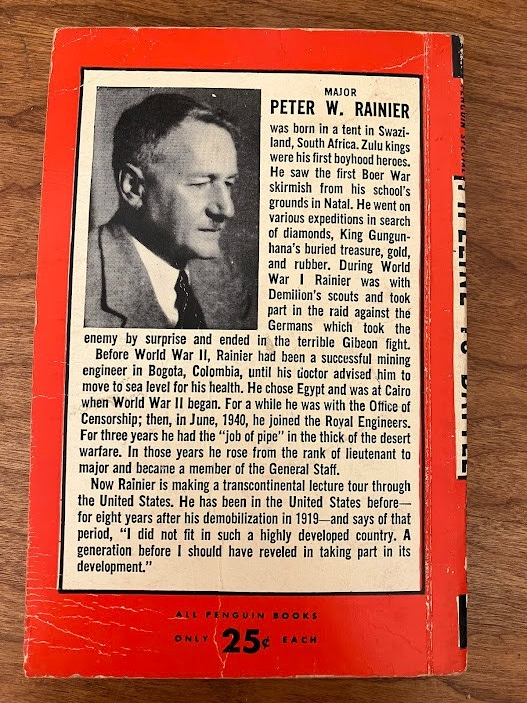 MAJOR
PETER W. RAINIER
was born in a tent in Swazi-
land, South Africa. Zulu kings
were his first boyhood heroes.
He saw the first Boer War
skirmish from his school's
grounds in Natal. He went on
various expeditions in search
of diamonds, King Gungun-
hana's buried treasure, gold,
and rubber. During World
War I Rainier was with
Demilion's scouts and took
part in the raid against the
Germans which took the
enemy by surprise and ended in the terrible Gibeon fight.
Before World War II, Rainier had been a successful mining
engineer in Bogota, Colombia, until his doctor advised him to
move to sea level for his health. He chose Egypt and was at Cairo
when World War II began. For a while he was with the Office of
Censorship; then, in June, 1940, he joined the Royal Engineers.
For three years he had the "job of pipe" in the thick of the desert
warfare. In those years he rose from the rank of lieutenant to
major and became a member of the General Staff.
Now Rainier is making a transcontinental lecture tour through
the United States. He has been in the United States before—
for eight years after his demobilization in 1919—and says of that
period, "I did not fit in such a highly developed country. A
generation before I should have reveled in taking part in its
development."
ALL PENGUIN BOOKS
ONLY 25¢ EACH